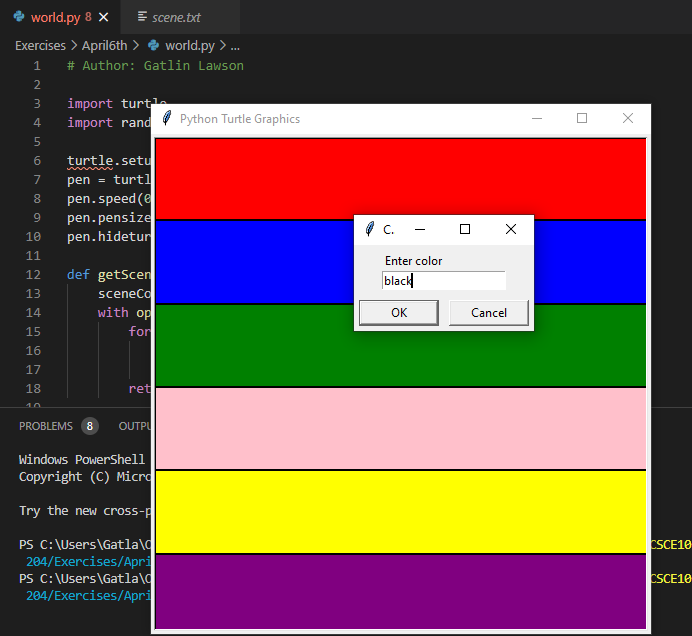 world.py 8
scene.txt
Exercises > April6th > world.py > ...
1 # Author: Gatlin Lawson
2
3 import turtle
4 import rand
5
6 turtle.setu
7 pen = turtl
8 pen.speed(0
9 pen.pensize
10 pen.hidetur
11
12 def getScen
13 sceneCo
14 with op
15 for
16
17
18 ret
Python Turtle Graphics
C.
Enter color
black
OK
Cancel
PROBLEMS 8 OUTPU
Windows PowerShell
Copyright (C) Micro
Try the new cross-p
PS C:\Users\Gatla\C
CSCE10
204/Exercises/Apri
PS C:\Users\Gatla\C
CSCE10
204/Exercises/Apri